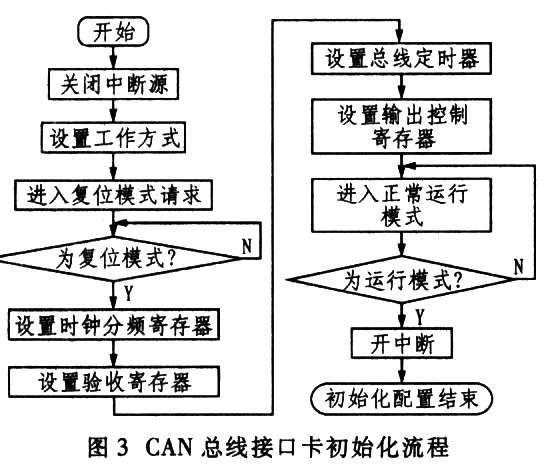 开始
关闭中断源
设置工作方式
进入复位模式请求
为复位模式?
N
Y
设置时钟分频寄存器
设置验收寄存器
设置总线定时器
设置输出控制
寄存器
进入正常运行
模式
为运行模式?
N
Y
开中断
初始化配置结束
图 3 CAN 总线接口卡初始化流程